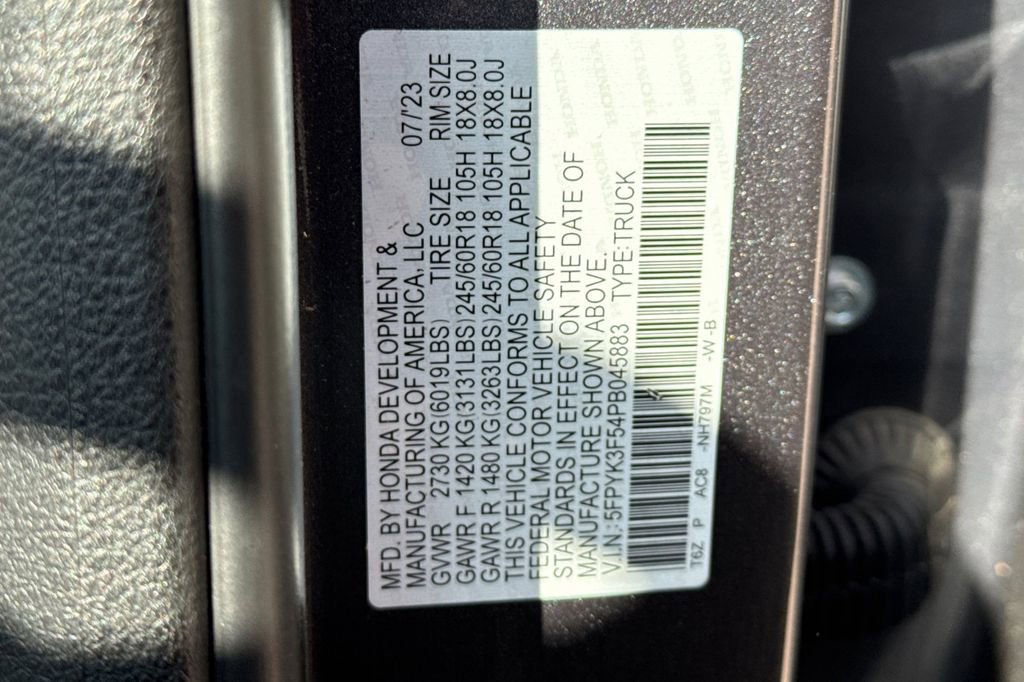 MFD. BY HONDA DEVELOPMENT &
MANUFACTURING OF AMERICA, LLC 07/'23
GVWR 2730 KG(6019LBS) TIRE SIZE RIM SIZE
GAWR F 1420 KG(3131LBS) 245/60R18 105H 18X8.0J
GAWR R 1480 KG(3263LBS) 245/60R18 105H 18X8.0J
THIS VEHICLE CONFORMS TO ALL APPLICABLE
FEDERAL MOTOR VEHICLE SAFETY
STANDARDS IN EFFECT ON THE DATE OF
MANUFACTURE SHOWN ABOVE.
V.I.N.:5FPYK3F54PB045883 TYPE:TRUCK
T6Z P AC8 -NH797M -W -B